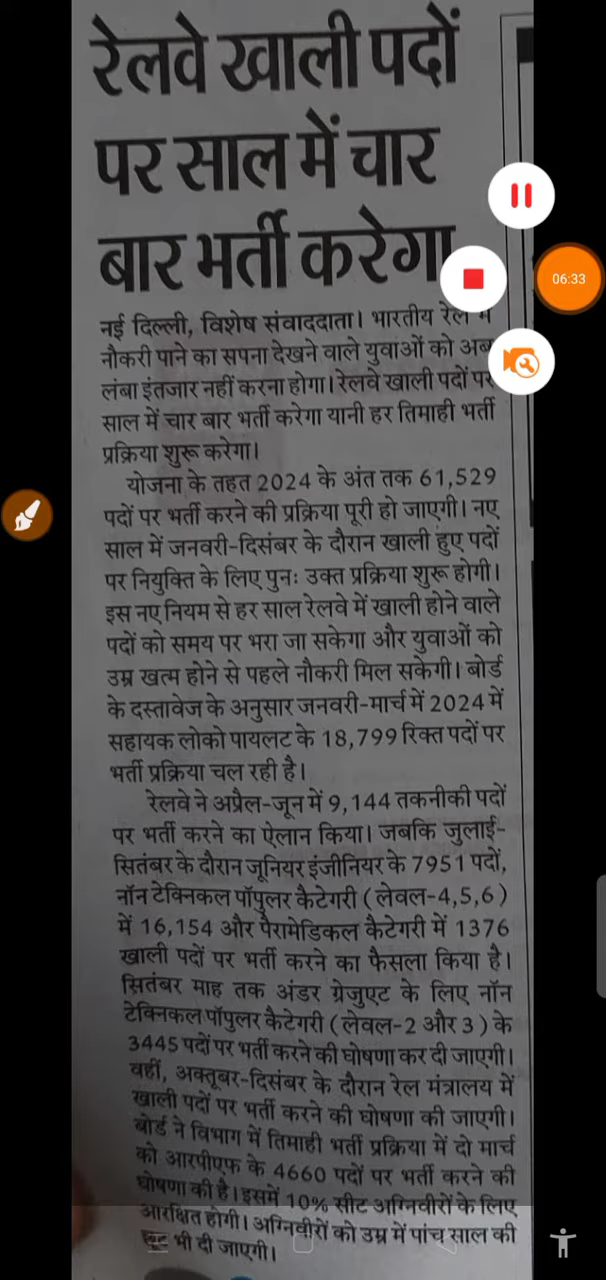 रेलवे खाली पदों
पर साल में चार
बार भर्ती करेगा
06:33
नई दिल्ली, विशेष संवाददाता। भारतीय रेल में
नौकरी पाने का सपना देखने वाले युवाओं को अब
लंबा इंतजार नहीं करना होगा। रेलवे खाली पदों पर
साल में चार बार भर्ती करेगा यानी हर तिमाही भर्ती
प्रक्रिया शुरू करेगा।
योजना के तहत 2024 के अंत तक 61,529
पदों पर भर्ती करने की प्रक्रिया पूरी हो जाएगी। नए
साल में जनवरी-दिसंबर के दौरान खाली हुए पदों
पर नियुक्ति के लिए पुनः उक्त प्रक्रिया शुरू होगी।
इस नए नियम से हर साल रेलवे में खाली होने वाले
पदों को समय पर भरा जा सकेगा और युवाओं को
उम्र खत्म होने से पहले नौकरी मिल सकेगी। बोर्ड
के दस्तावेज के अनुसार जनवरी-मार्च में 2024 में
सहायक लोको पायलट के 18,799 रिक्त पदों पर
भर्ती प्रक्रिया चल रही है।
रेलवे ने अप्रैल-जून में 9,144 तकनीकी पदों
पर भर्ती करने का ऐलान किया। जबकि जुलाई-
सितंबर के दौरान जूनियर इंजीनियर के 7951 पदों,
नॉन टेक्निकल पॉपुलर कैटेगरी (लेवल-4,5,6)
में 16,154 और पैरामेडिकल कैटेगरी में 1376
खाली पदों पर भर्ती करने का फैसला किया है।
सितंबर माह तक अंडर ग्रेजुएट के लिए नॉन
टेक्निकल पॉपुलर कैटेगरी (लेवल-2 और 3) के
3445 पदों पर भर्ती करने की घोषणा कर दी जाएगी।
वहीं, अक्तूबर-दिसंबर के दौरान रेल मंत्रालय में
खाली पदों पर भर्ती करने की घोषणा की जाएगी।
बोर्ड ने विभाग में तिमाही भर्ती प्रक्रिया में दो मार्च
को आरपीएफ के 4660 पदों पर भर्ती करने की
घोषणा की है। इसमें 10% सीट अग्निवीरों के लिए
आरक्षित होगी। अग्निवीरों को उम्र में पांच साल की
छूट भी दी जाएगी।